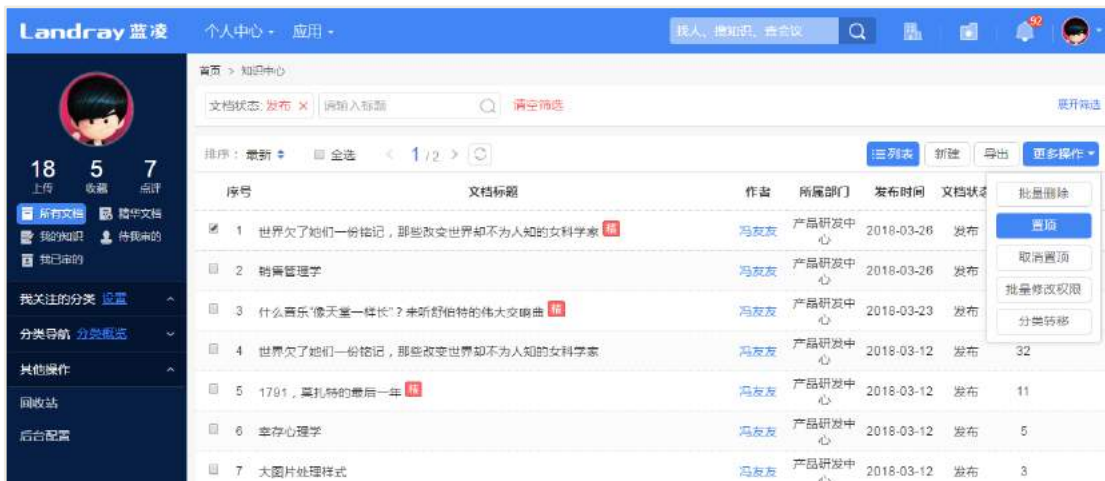 Landray 蓝凌 个人中心 应用 找人、搜知识、查会议 92
首页 > 知识中心
文档状态: 发布 × 请输入标题 清空筛选 展开筛选
排序: 最新 全选 < 1 / 2 > 列表 新建 导出 更多操作
18 5 7
上传 收藏 点评
所有文档 精华文档
我的知识 待我审的
我已审的
我关注的分类 设置
分类导航 分类概览
其他操作
回收站
后台配置
序号 文档标题 作者 所属部门 发布时间 文档状态
1 世界欠了她们一份铭记,那些改变世界却不为人知的女科学家 精 冯友友 产品研发中心 2018-03-26 发布
2 销售管理学 冯友友 产品研发中心 2018-03-26 发布
3 什么音乐“像天堂一样长”?来听舒伯特的伟大交响曲 精 冯友友 产品研发中心 2018-03-23 发布
4 世界欠了她们一份铭记,那些改变世界却不为人知的女科学家 冯友友 产品研发中心 2018-03-12 发布 32
5 1791,莫扎特的最后一年 精 冯友友 产品研发中心 2018-03-12 发布 11
6 幸存心理学 冯友友 产品研发中心 2018-03-12 发布 5
7 大图片处理样式 冯友友 产品研发中心 2018-03-12 发布 3
批量删除
置顶
取消置顶
批量修改权限
分类转移